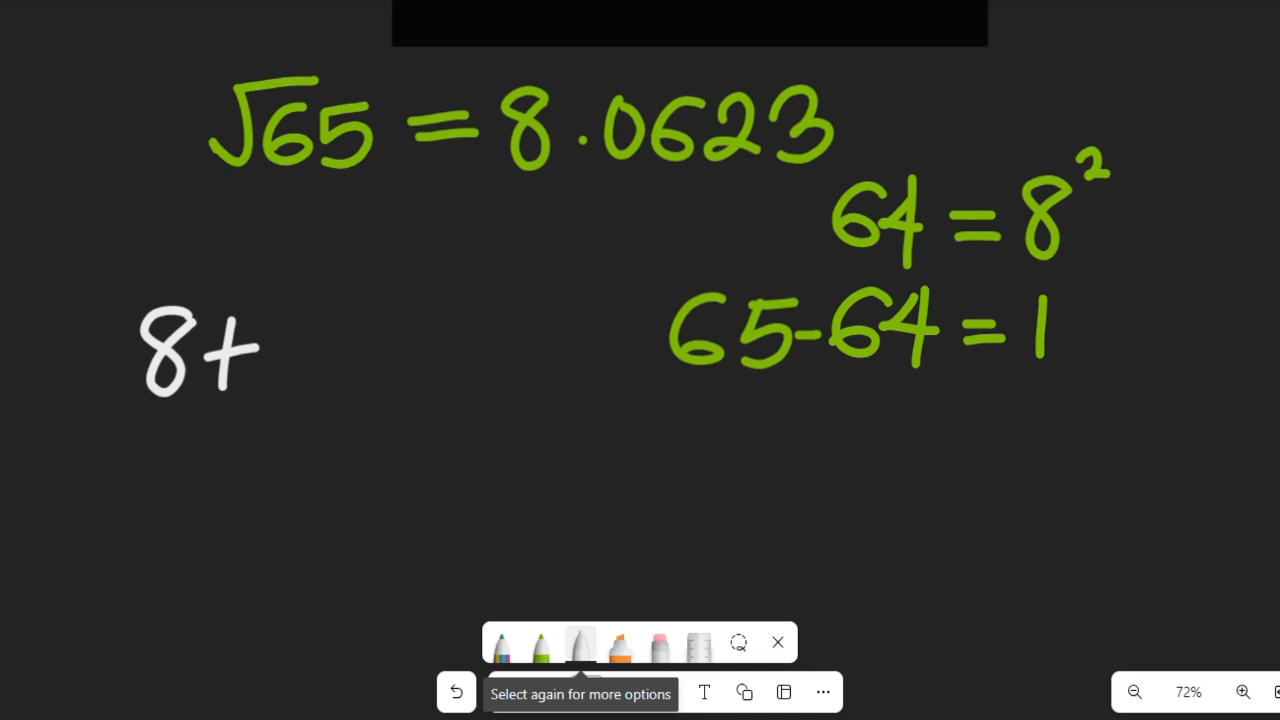 √65 = 8.0623
64 = 8²
65-64 = 1
8+
Select again for more options
T
72%